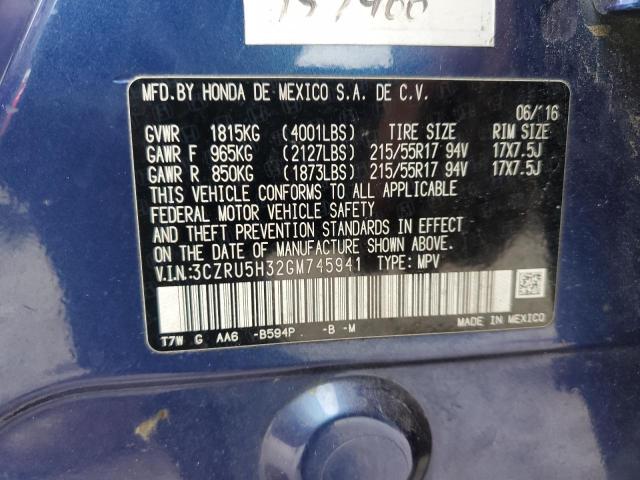 MFD.BY HONDA DE MEXICO S.A. DE C.V.
06/'16
GVWR 1815KG (4001LBS) TIRE SIZE RIM SIZE
GAWR F 965KG (2127LBS) 215/55R17 94V 17X7.5J
GAWR R 850KG (1873LBS) 215/55R17 94V 17X7.5J
THIS VEHICLE CONFORMS TO ALL APPLICABLE
FEDERAL MOTOR VEHICLE SAFETY
AND THEFT PREVENTION STANDARDS IN EFFECT
ON THE DATE OF MANUFACTURE SHOWN ABOVE.
V.I.N.:3CZRU5H32GM745941 TYPE: MPV
T7W G AA6 -B594P -B -M
MADE IN MEXICO